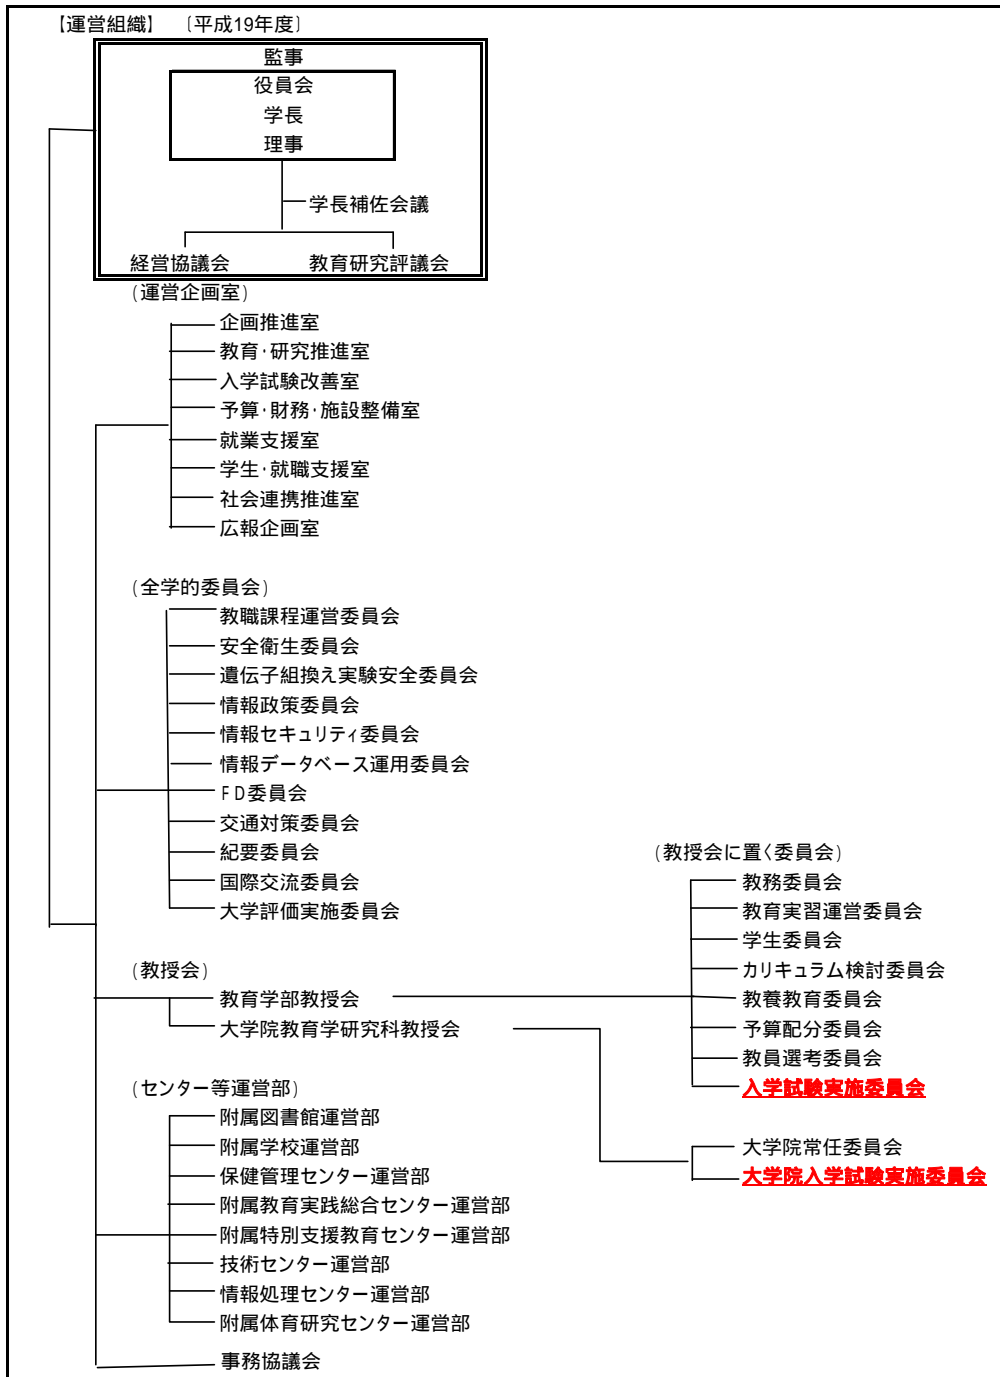 【運営組織】 〔平成19年度〕
監事
役員会
学長
理事
学長補佐会議
経営協議会
教育研究評議会
(運営企画室)
企画推進室
教育・研究推進室
入学試験改善室
予算・財務・施設整備室
就業支援室
学生・就職支援室
社会連携推進室
広報企画室
(全学的委員会)
教職課程運営委員会
安全衛生委員会
遺伝子組換え実験安全委員会
情報政策委員会
情報セキュリティ委員会
情報データベース運用委員会
FD委員会
交通対策委員会
紀要委員会
国際交流委員会
大学評価実施委員会
(教授会)
教育学部教授会
大学院教育学研究科教授会
(教授会に置く委員会)
教務委員会
教育実習運営委員会
学生委員会
カリキュラム検討委員会
教養教育委員会
予算配分委員会
教員選考委員会
入学試験実施委員会
大学院常任委員会
大学院入学試験実施委員会
(センター等運営部)
附属図書館運営部
附属学校運営部
保健管理センター運営部
附属教育実践総合センター運営部
附属特別支援教育センター運営部
技術センター運営部
情報処理センター運営部
附属体育研究センター運営部
事務協議会